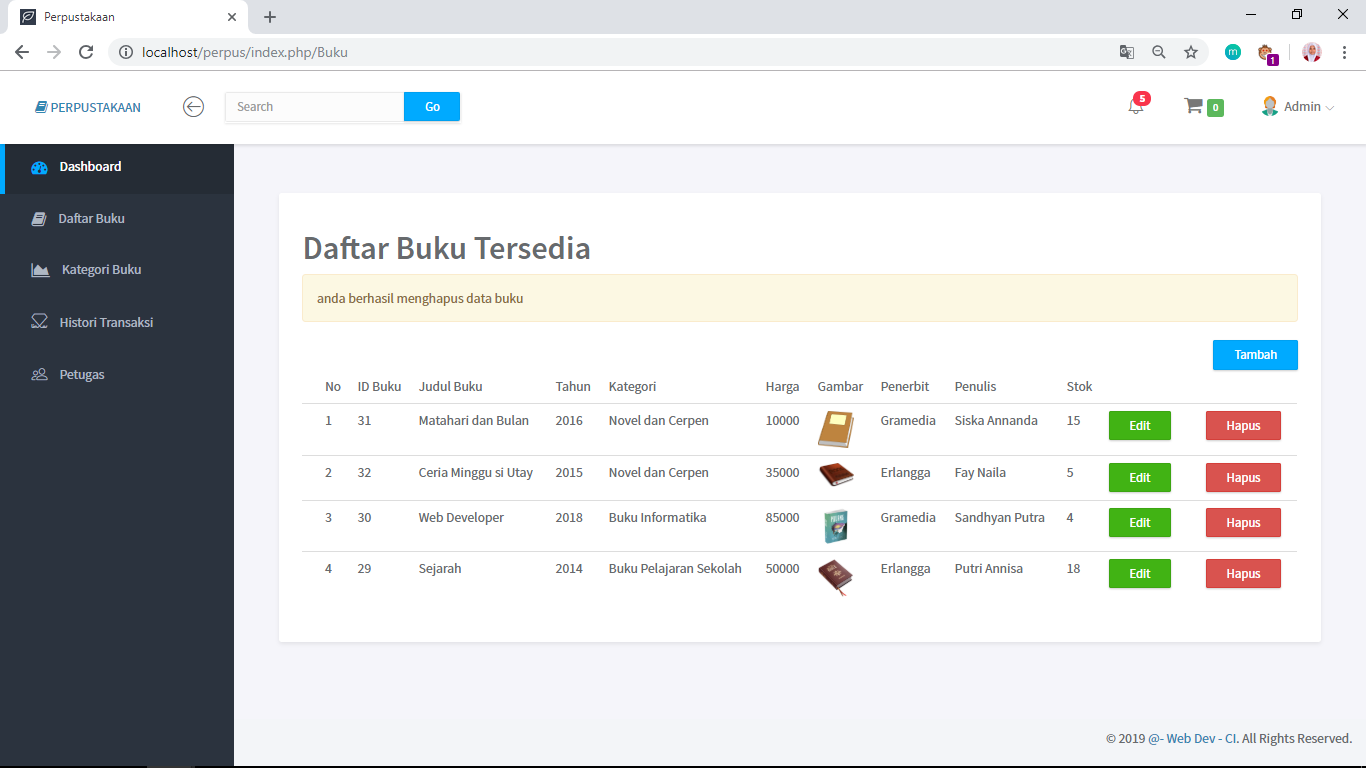 Perpustakaan
localhost/perpus/index.php/Buku
m
1
PERPUSTAKAAN
Search
Go
5
0
Admin
Dashboard
Daftar Buku
Kategori Buku
Histori Transaksi
Petugas
Daftar Buku Tersedia
anda berhasil menghapus data buku
Tambah
No ID Buku Judul Buku Tahun Kategori Harga Gambar Penerbit Penulis Stok
1 31 Matahari dan Bulan 2016 Novel dan Cerpen 10000 Gramedia Siska Annanda 15 Edit Hapus
2 32 Ceria Minggu si Utay 2015 Novel dan Cerpen 35000 Erlangga Fay Naila 5 Edit Hapus
3 30 Web Developer 2018 Buku Informatika 85000 Gramedia Sandhyan Putra 4 Edit Hapus
4 29 Sejarah 2014 Buku Pelajaran Sekolah 50000 Erlangga Putri Annisa 18 Edit Hapus
© 2019 @- Web Dev - CI. All Rights Reserved.